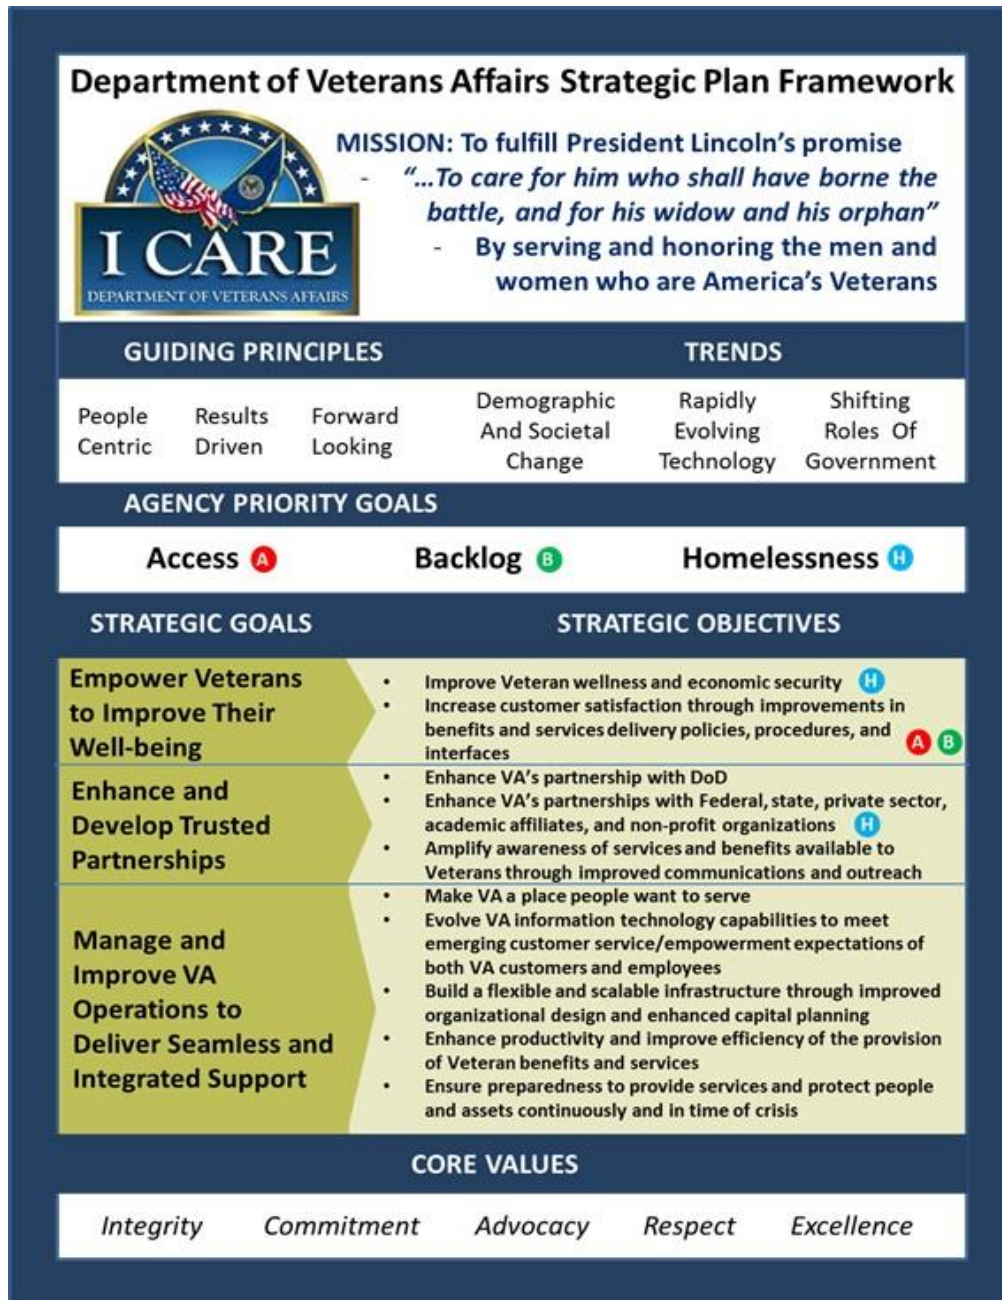 Department of Veterans Affairs Strategic Plan Framework
I CARE
DEPARTMENT OF VETERANS AFFAIRS
MISSION: To fulfill President Lincoln's promise
- "...To care for him who shall have borne the
battle, and for his widow and his orphan"
- By serving and honoring the men and
women who are America's Veterans
GUIDING PRINCIPLES
People
Centric
Results
Driven
Forward
Looking
TRENDS
Demographic
And Societal
Change
Rapidly
Evolving
Technology
Shifting
Roles Of
Government
AGENCY PRIORITY GOALS
Access A
Backlog B
Homelessness H
STRATEGIC GOALS
STRATEGIC OBJECTIVES
Empower Veterans
to Improve Their
Well-being
• Improve Veteran wellness and economic security H
• Increase customer satisfaction through improvements in
benefits and services delivery policies, procedures, and
interfaces A B
Enhance and
Develop Trusted
Partnerships
• Enhance VA's partnership with DoD
• Enhance VA's partnerships with Federal, state, private sector,
academic affiliates, and non-profit organizations H
• Amplify awareness of services and benefits available to
Veterans through improved communications and outreach
Manage and
Improve VA
Operations to
Deliver Seamless and
Integrated Support
• Make VA a place people want to serve
• Evolve VA information technology capabilities to meet
emerging customer service/empowerment expectations of
both VA customers and employees
• Build a flexible and scalable infrastructure through improved
organizational design and enhanced capital planning
• Enhance productivity and improve efficiency of the provision
of Veteran benefits and services
• Ensure preparedness to provide services and protect people
and assets continuously and in time of crisis
CORE VALUES
Integrity Commitment Advocacy Respect Excellence